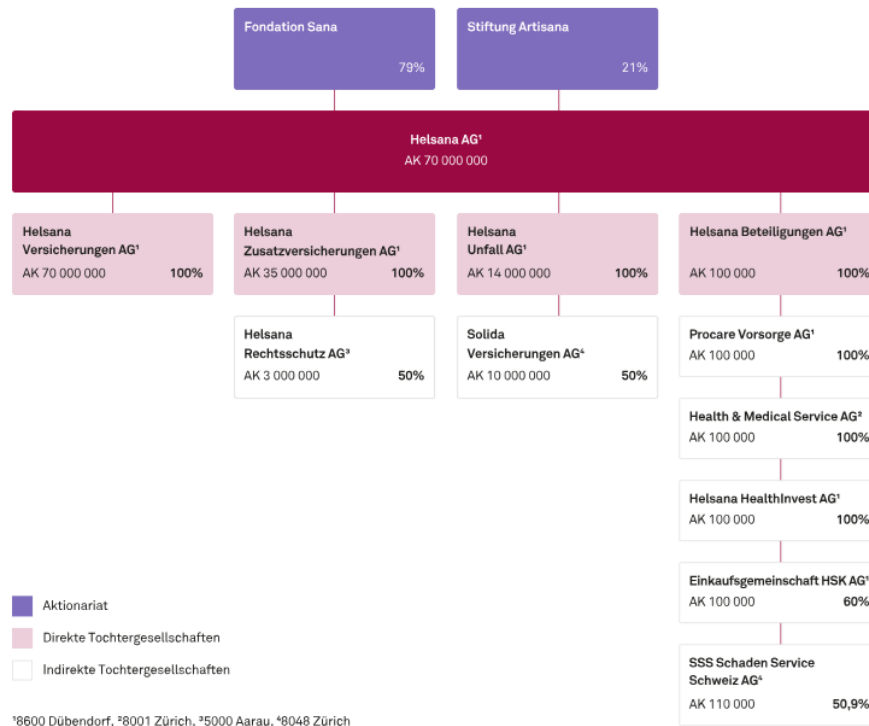 Fondation Sana
79%
Stiftung Artisana
21%
Helsana AG¹
AK 70 000 000
Helsana
Versicherungen AG¹
AK 70 000 000 100%
Helsana
Zusatzversicherungen AG¹
AK 35 000 000 100%
Helsana
Unfall AG¹
AK 14 000 000 100%
Helsana Beteiligungen AG¹
AK 100 000 100%
Helsana
Rechtsschutz AG³
AK 3 000 000 50%
Solida
Versicherungen AG⁴
AK 10 000 000 50%
Procare Vorsorge AG¹
AK 100 000 100%
Health & Medical Service AG²
AK 100 000 100%
Helsana HealthInvest AG¹
AK 100 000 100%
Einkaufsgemeinschaft HSK AG¹
AK 100 000 60%
SSS Schaden Service
Schweiz AG⁴
AK 110 000 50,9%
Aktionariat
Direkte Tochtergesellschaften
Indirekte Tochtergesellschaften
¹8600 Dübendorf, ²8001 Zürich, ³5000 Aarau, ⁴8048 Zürich